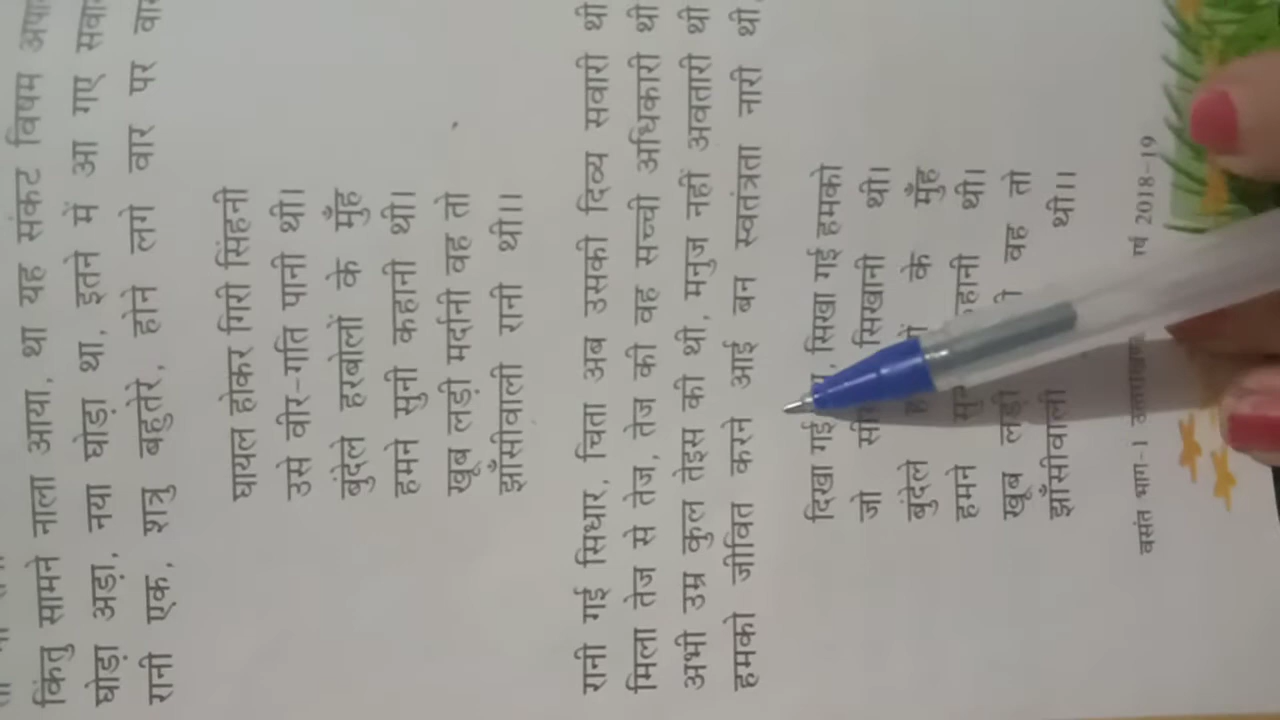 किंतु सामने नाला आया, था यह संकट विषम
घोड़ा अड़ा, नया घोड़ा था, इतने में आ गए
रानी एक, शत्रु बहुतेरे, होने लगे वार पर
घायल होकर गिरी सिंहनी
उसे वीर-गति पानी थी।
बुंदेले हरबोलों के मुँह
हमने सुनी कहानी थी।
खूब लड़ी मर्दानी वह तो
झाँसीवाली रानी थी।।
रानी गई सिधार, चिता अब उसकी दिव्य सवारी थी
मिला तेज से तेज, तेज की वह सच्ची अधिकारी थी
अभी उम्र कुल तेइस की थी, मनुज नहीं अवतारी थी
हमको जीवित करने आई बन स्वतंत्रता नारी थी,
दिखा गई सिखा गई हमको
जो सिखानी थी।
बुंदेले के मुँह
हमने थी।
खूब लड़ी वह तो
झाँसीवाली थी।।
वसंत भाग-1 2018-19